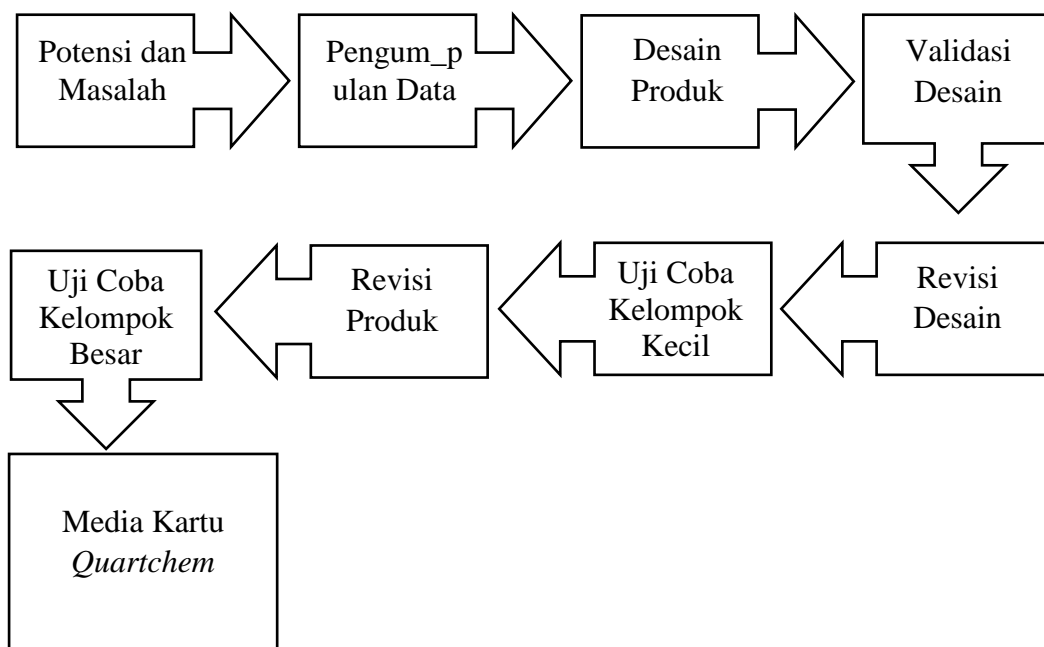 Potensi dan
Masalah
Pengum_p
ulan Data
Desain
Produk
Validasi
Desain
Revisi
Desain
Uji Coba
Kelompok
Kecil
Revisi
Produk
Uji Coba
Kelompok
Besar
Media Kartu
Quartchem